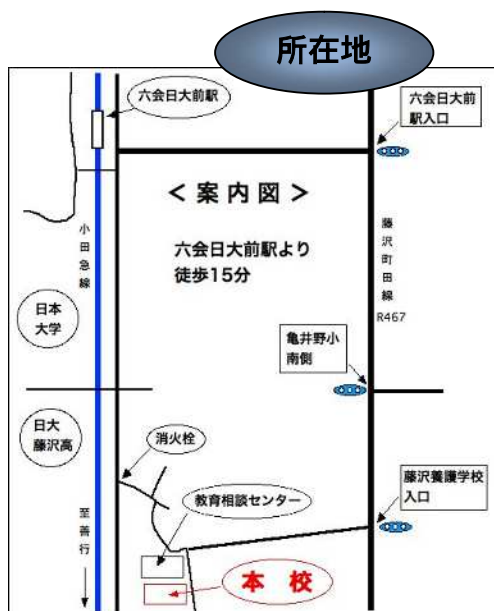 所在地
六会日大前駅
六会日大前
駅入口
<案内図>
六会日大前駅より
徒歩15分
小田急線
藤沢町田線
R467
日本
大学
亀井野小
南側
日大
藤沢高
消火栓
教育相談センター
藤沢養護学校
入口
至善行
本校